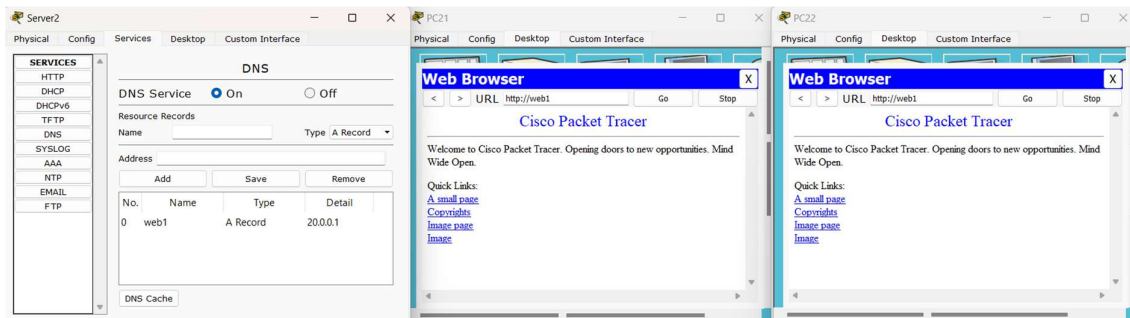 Server2
Physical Config Services Desktop Custom Interface
SERVICES
HTTP
DHCP
DHCPv6
TFTP
DNS
SYSLOG
AAA
NTP
EMAIL
FTP
DNS
DNS Service On Off
Resource Records
Name Type A Record
Address
Add Save Remove
No. Name Type Detail
0 web1 A Record 20.0.0.1
DNS Cache
PC21
Physical Config Desktop Custom Interface
Web Browser X
< > URL http://web1 Go Stop
Cisco Packet Tracer
Welcome to Cisco Packet Tracer. Opening doors to new opportunities. Mind
Wide Open.
Quick Links:
A small page
Copyrights
Image page
Image
PC22
Physical Config Desktop Custom Interface
Web Browser X
< > URL http://web1 Go Stop
Cisco Packet Tracer
Welcome to Cisco Packet Tracer. Opening doors to new opportunities. Mind
Wide Open.
Quick Links:
A small page
Copyrights
Image page
Image